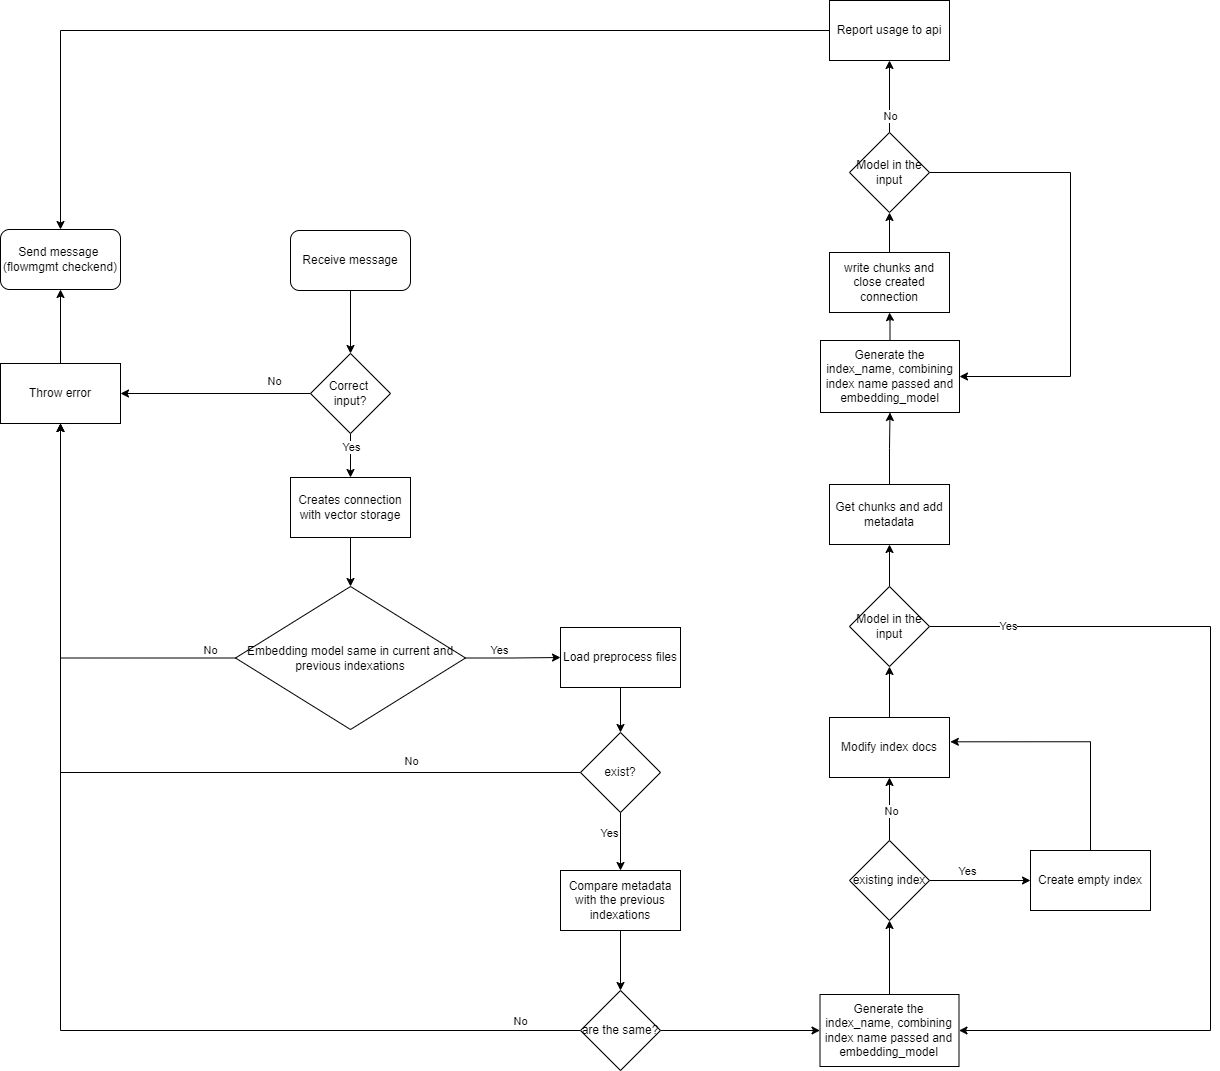 Report usage to api
No
Model in the
input
Send message
(flowmgmt checkend)
Receive message
write chunks and
close created
connection
Generate the
index_name, combining
index name passed and
embedding_model
Throw error
No
Correct
input?
Yes
Creates connection
with vector storage
Get chunks and add
metadata
No
Embedding model same in current and
previous indexations
Yes
Load preprocess files
Model in the
input
Yes
No
exist?
Modify index docs
Yes
No
Compare metadada
with the previous
indexations
existing index
Yes
Create empty index
No
are the same?
Generate the
index_name, combining
index name passed and
embedding_model